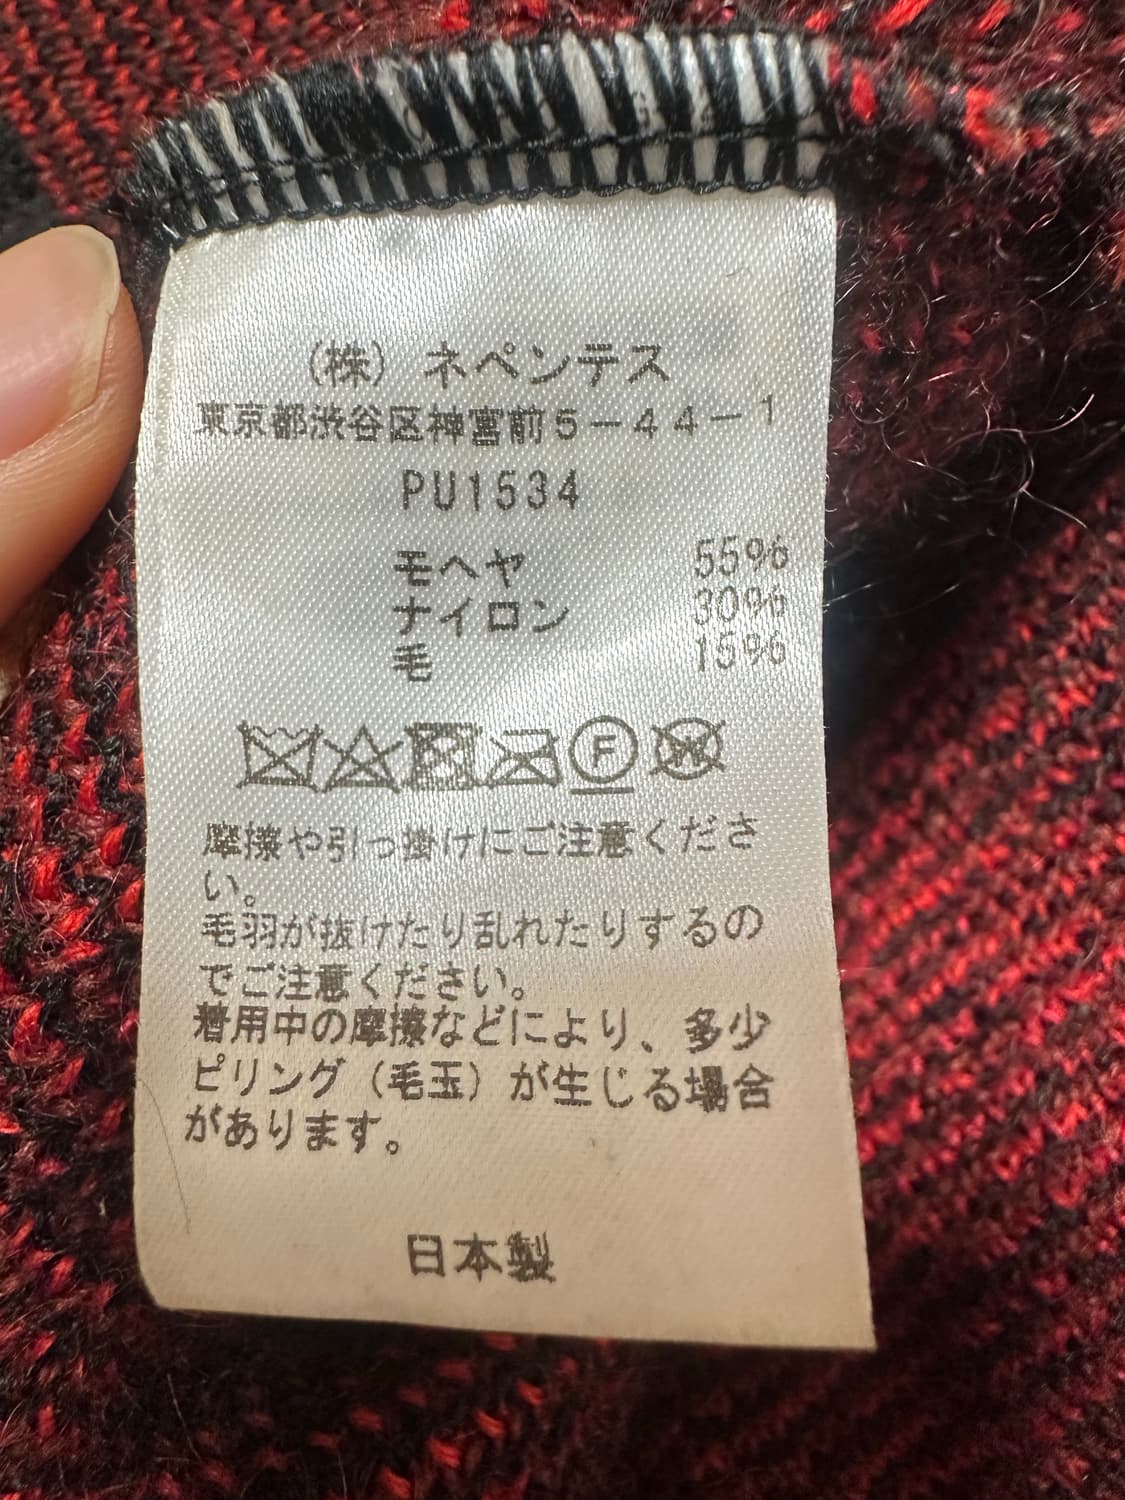 (株) ネペンテス
東京都渋谷区神宮前5-44-1
PU1534
モヘヤ 55%
ナイロン 30%
毛 15%
F
W
摩擦や引っ掛けにご注意くださ
い。
毛羽が抜けたり乱れたりするの
でご注意ください。
着用中の摩擦などにより、多少
ピリング(毛玉)が生じる場合
があります。
日本製